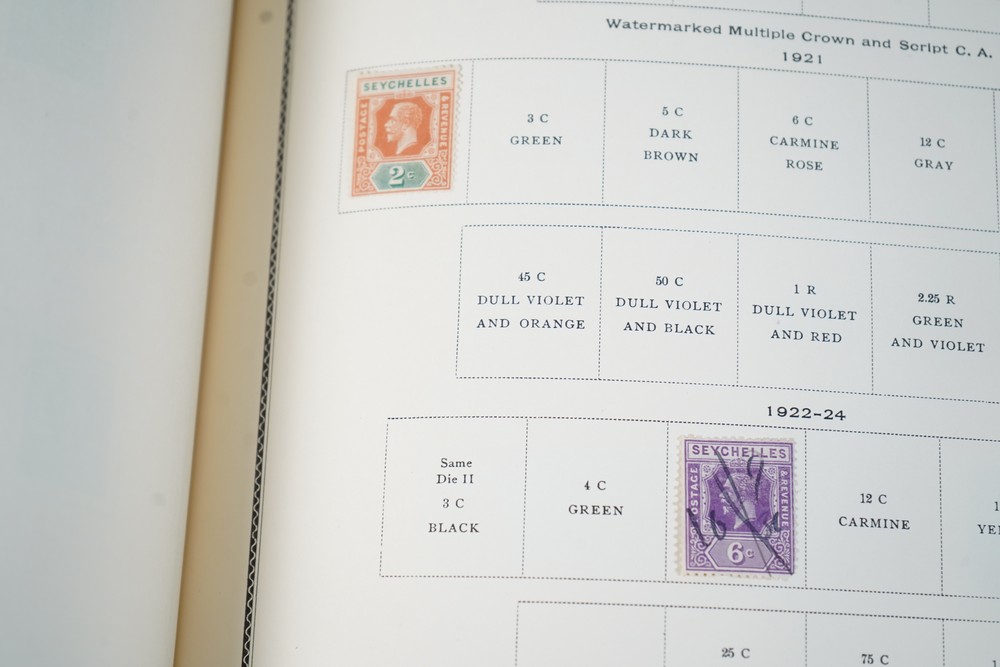 Watermarked Multiple Crown and Script C. A.
1921
SEYCHELLES
POSTAGE
& REVENUE
2c
3 C
GREEN
5 C
DARK
BROWN
6 C
CARMINE
ROSE
12 C
GRAY
45 C
DULL VIOLET
AND ORANGE
50 C
DULL VIOLET
AND BLACK
1 R
DULL VIOLET
AND RED
2.25 R
GREEN
AND VIOLET
1922-24
Same
Die II
3 C
BLACK
4 C
GREEN
SEYCHELLES
POSTAGE
& REVENUE
6c
12 C
CARMINE
25 C
75 C